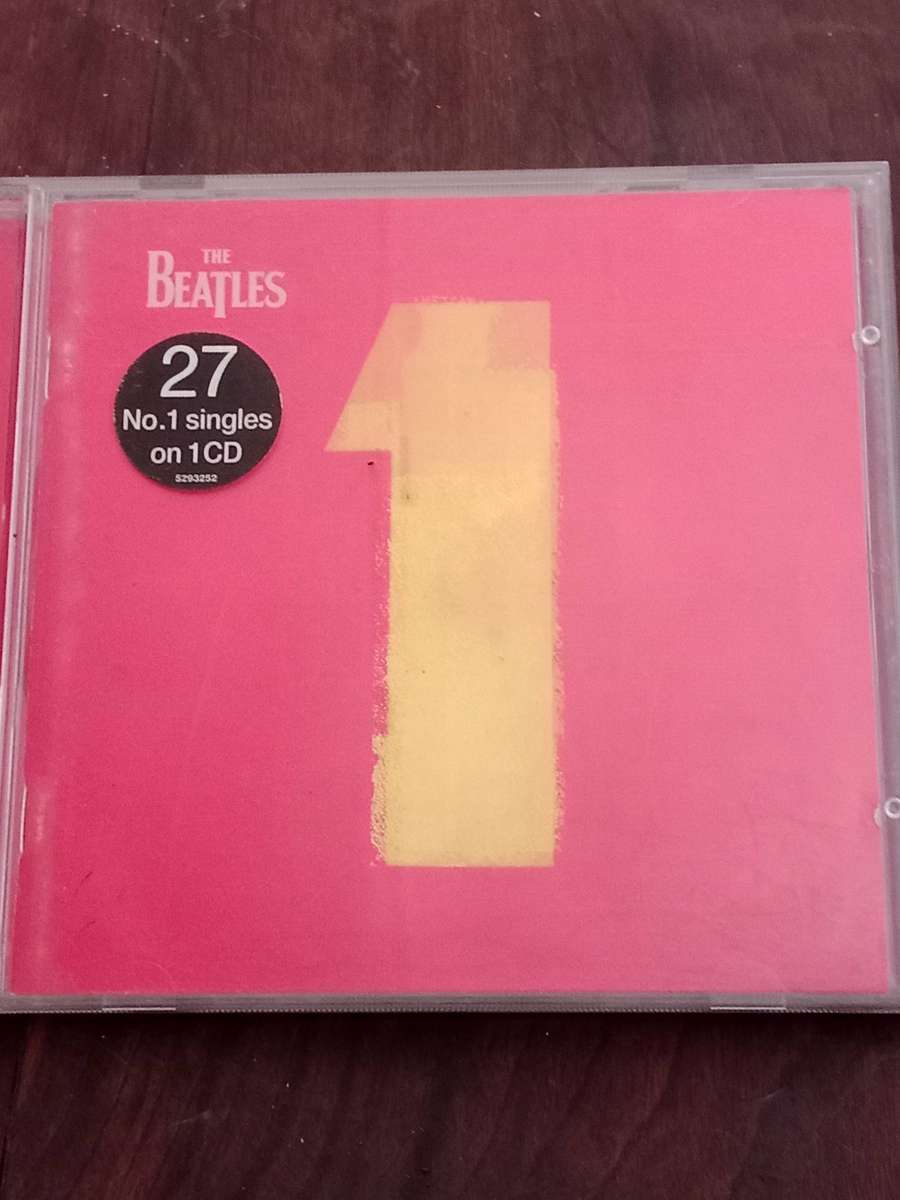 THE
BEATLES
27
No.1 singles
on 1CD
5293252
1